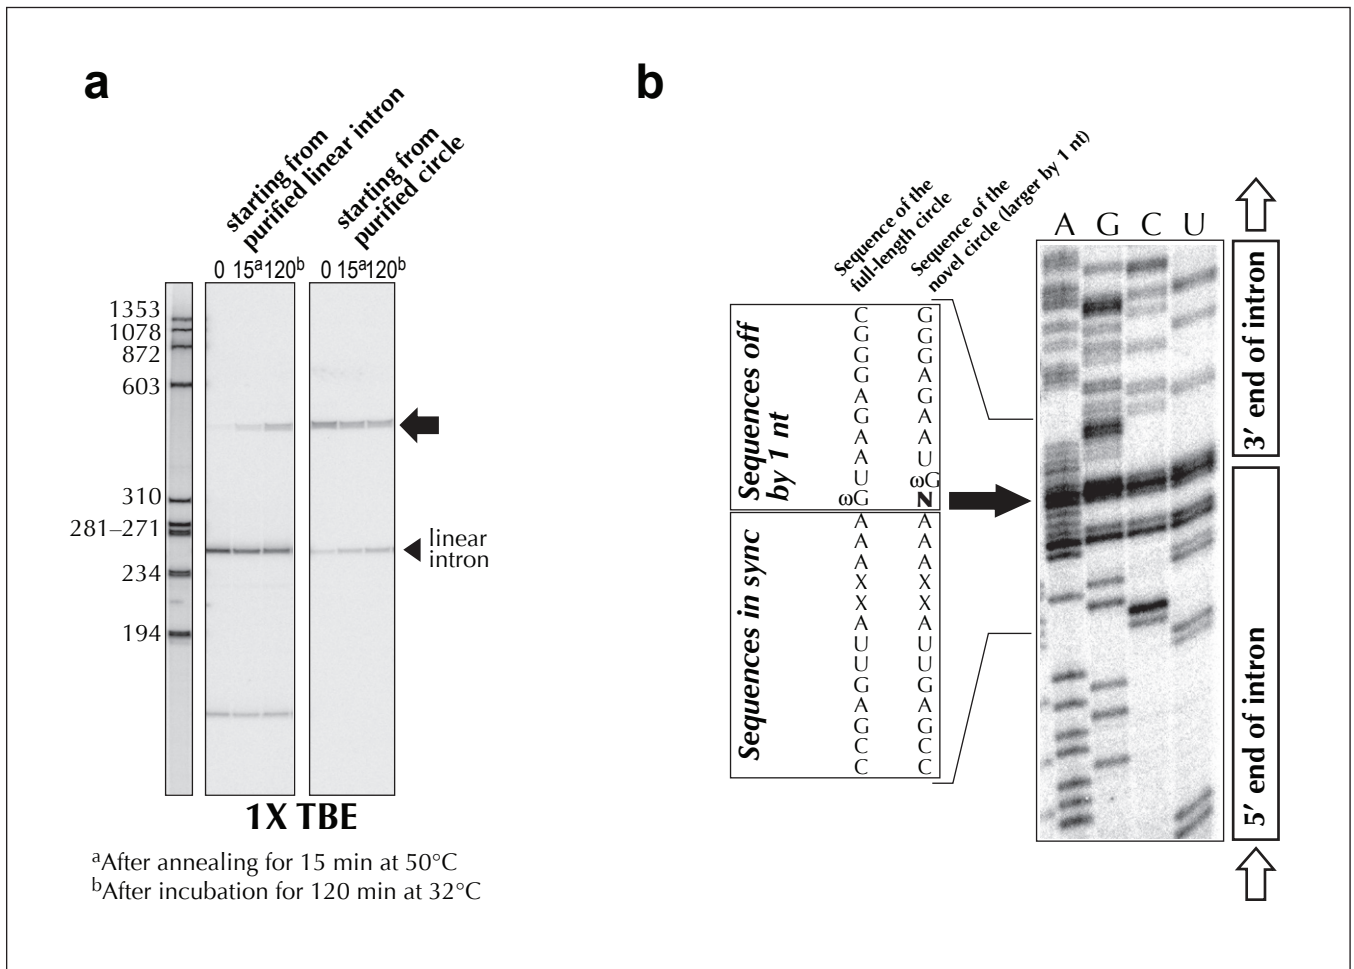 a
starting from
purified linear intron
starting from
purified circle
0 15ᵃ120ᵇ
0 15ᵃ120ᵇ
1353
1078
872
603
310
281–271
234
194
linear
intron
1X TBE
ᵃAfter annealing for 15 min at 50°C
ᵇAfter incubation for 120 min at 32°C
b
Sequence of the
full-length circle
Sequence of the
novel circle (larger by 1 nt)
A G C U
Sequences off
by 1 nt
C G
G G
G G
G A
A G
G A
A A
A U
U ωG
ωG N
Sequences in sync
A A
A A
A A
X X
X X
A A
U U
U U
G G
A A
G G
C C
C C
3′ end of intron
5′ end of intron